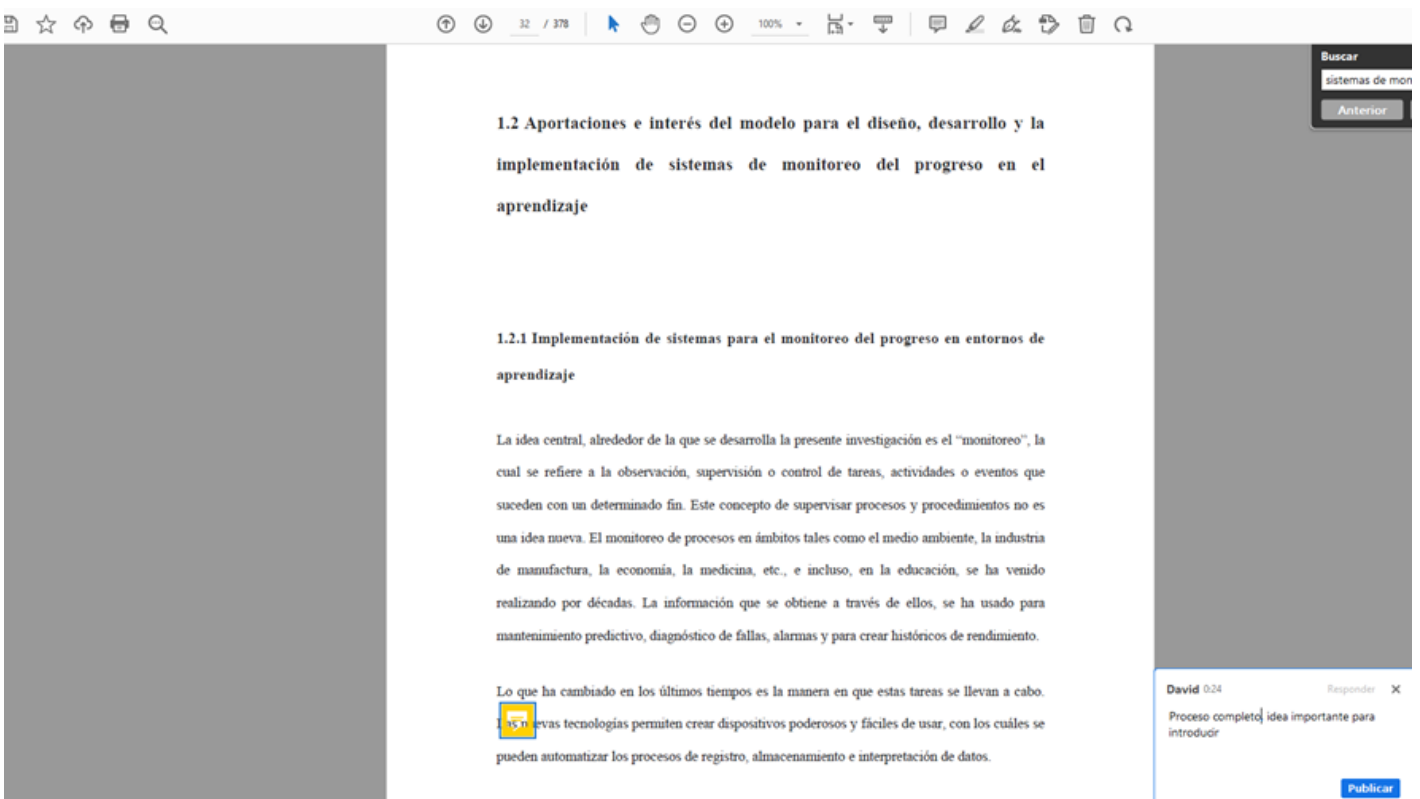 32 / 378
100%
Buscar
sistemas de mon
Anterior
1.2 Aportaciones e interés del modelo para el diseño, desarrollo y la
implementación de sistemas de monitoreo del progreso en el
aprendizaje
1.2.1 Implementación de sistemas para el monitoreo del progreso en entornos de
aprendizaje
La idea central, alrededor de la que se desarrolla la presente investigación es el “monitoreo”, la
cual se refiere a la observación, supervisión o control de tareas, actividades o eventos que
suceden con un determinado fin. Este concepto de supervisar procesos y procedimientos no es
una idea nueva. El monitoreo de procesos en ámbitos tales como el medio ambiente, la industria
de manufactura, la economía, la medicina, etc., e incluso, en la educación, se ha venido
realizando por décadas. La información que se obtiene a través de ellos, se ha usado para
mantenimiento predictivo, diagnóstico de fallas, alarmas y para crear históricos de rendimiento.
Lo que ha cambiado en los últimos tiempos es la manera en que estas tareas se llevan a cabo.
Las nuevas tecnologías permiten crear dispositivos poderosos y fáciles de usar, con los cuáles se
pueden automatizar los procesos de registro, almacenamiento e interpretación de datos.
David 0:24
Responder
Proceso completo, idea importante para
introducir
Publicar